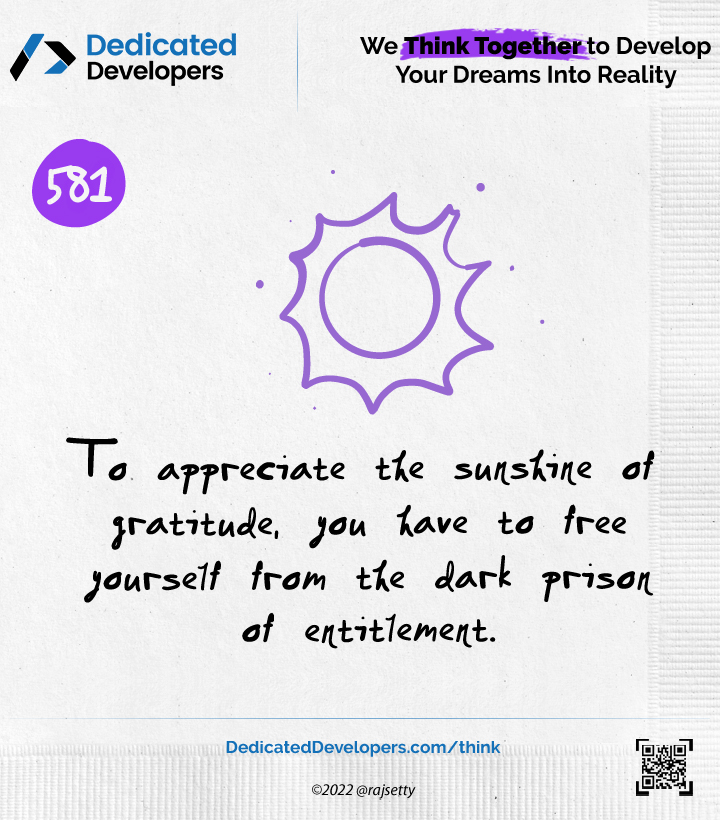 Dedicated
Developers
We Think Together to Develop
Your Dreams Into Reality
581
To appreciate the sunshine of
gratitude, you have to free
yourself from the dark prison
of entitlement.
DedicatedDevelopers.com/think
©2022 @rajsetty